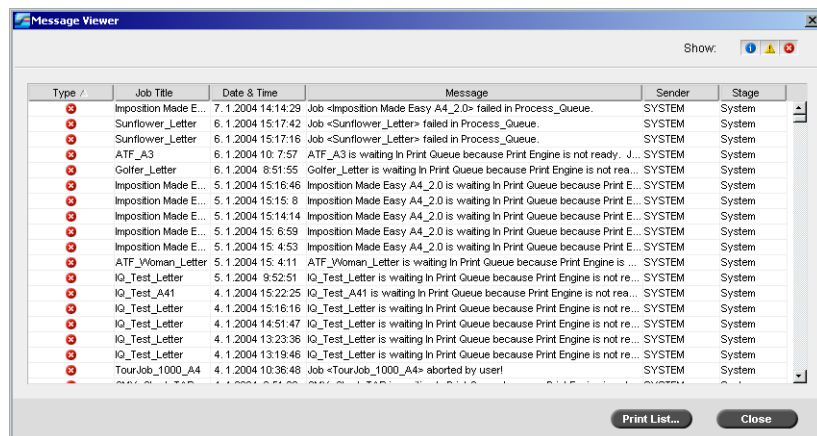 Message Viewer
Show:
Type Job Title Date & Time Message Sender Stage
Imposition Made E... 7. 1.2004 14:14:29 Job <Imposition Made Easy A4_2.0> failed in Process_Queue. SYSTEM System
Sunflower_Letter 6. 1.2004 15:17:42 Job <Sunflower_Letter> failed in Process_Queue. SYSTEM System
Sunflower_Letter 6. 1.2004 15:17:16 Job <Sunflower_Letter> failed in Process_Queue. SYSTEM System
ATF_A3 6. 1.2004 10: 7:57 ATF_A3 is waiting In Print Queue because Print Engine is not ready. J... SYSTEM System
Golfer_Letter 6. 1.2004 8:51:55 Golfer_Letter is waiting In Print Queue because Print Engine is not rea... SYSTEM System
Imposition Made E... 5. 1.2004 15:16:46 Imposition Made Easy A4_2.0 is waiting In Print Queue because Print E... SYSTEM System
Imposition Made E... 5. 1.2004 15:15: 8 Imposition Made Easy A4_2.0 is waiting In Print Queue because Print E... SYSTEM System
Imposition Made E... 5. 1.2004 15:14:14 Imposition Made Easy A4_2.0 is waiting In Print Queue because Print E... SYSTEM System
Imposition Made E... 5. 1.2004 15: 6:59 Imposition Made Easy A4_2.0 is waiting In Print Queue because Print E... SYSTEM System
Imposition Made E... 5. 1.2004 15: 4:53 Imposition Made Easy A4_2.0 is waiting In Print Queue because Print E... SYSTEM System
ATF_Woman_Letter 5. 1.2004 15: 4:11 ATF_Woman_Letter is waiting In Print Queue because Print Engine is ... SYSTEM System
IQ_Test_Letter 5. 1.2004 9:52:51 IQ_Test_Letter is waiting In Print Queue because Print Engine is not re... SYSTEM System
IQ_Test_A41 4. 1.2004 15:22:25 IQ_Test_A41 is waiting In Print Queue because Print Engine is not rea... SYSTEM System
IQ_Test_Letter 4. 1.2004 15:16:16 IQ_Test_Letter is waiting In Print Queue because Print Engine is not re... SYSTEM System
IQ_Test_Letter 4. 1.2004 14:51:47 IQ_Test_Letter is waiting In Print Queue because Print Engine is not re... SYSTEM System
IQ_Test_Letter 4. 1.2004 13:23:36 IQ_Test_Letter is waiting In Print Queue because Print Engine is not re... SYSTEM System
IQ_Test_Letter 4. 1.2004 13:19:46 IQ_Test_Letter is waiting In Print Queue because Print Engine is not re... SYSTEM System
TourJob_1000_A4 4. 1.2004 10:36:48 Job <TourJob_1000_A4> aborted by user! SYSTEM System
Print List... Close